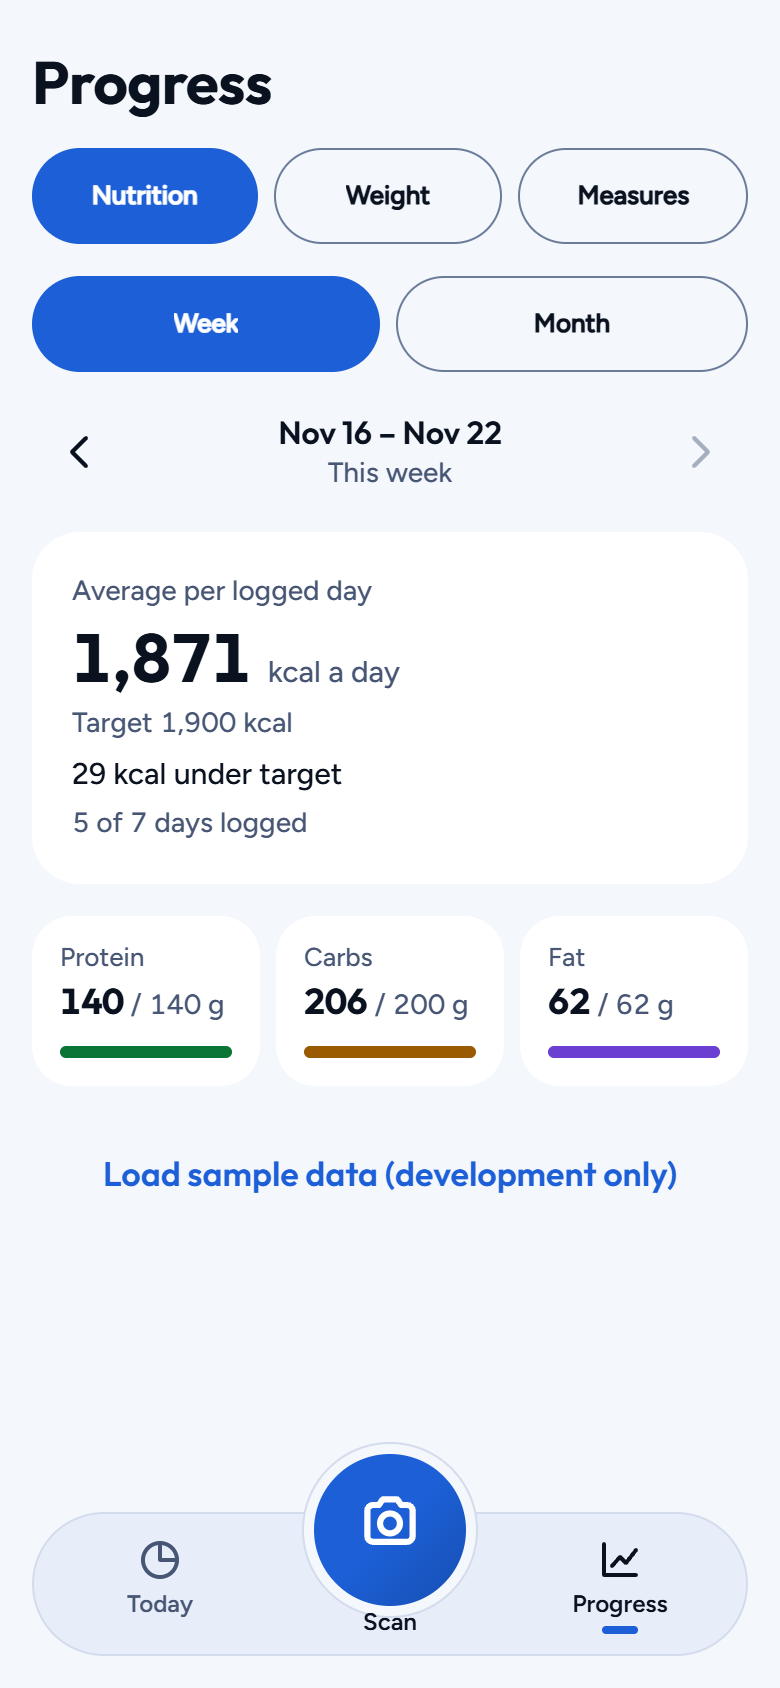 Progress
Nutrition
Weight
Measures
Week
Month
Nov 16 – Nov 22
This week
Average per logged day
1,871 kcal a day
Target 1,900 kcal
29 kcal under target
5 of 7 days logged
Protein
140 / 140 g
Carbs
206 / 200 g
Fat
62 / 62 g
Load sample data (development only)
Today
Scan
Progress